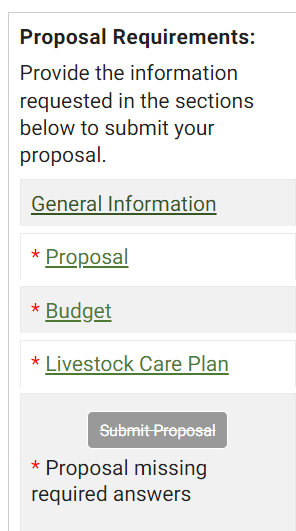 Proposal Requirements:
Provide the information
requested in the sections
below to submit your
proposal.
General Information
* Proposal
* Budget
* Livestock Care Plan
Submit Proposal
* Proposal missing
required answers